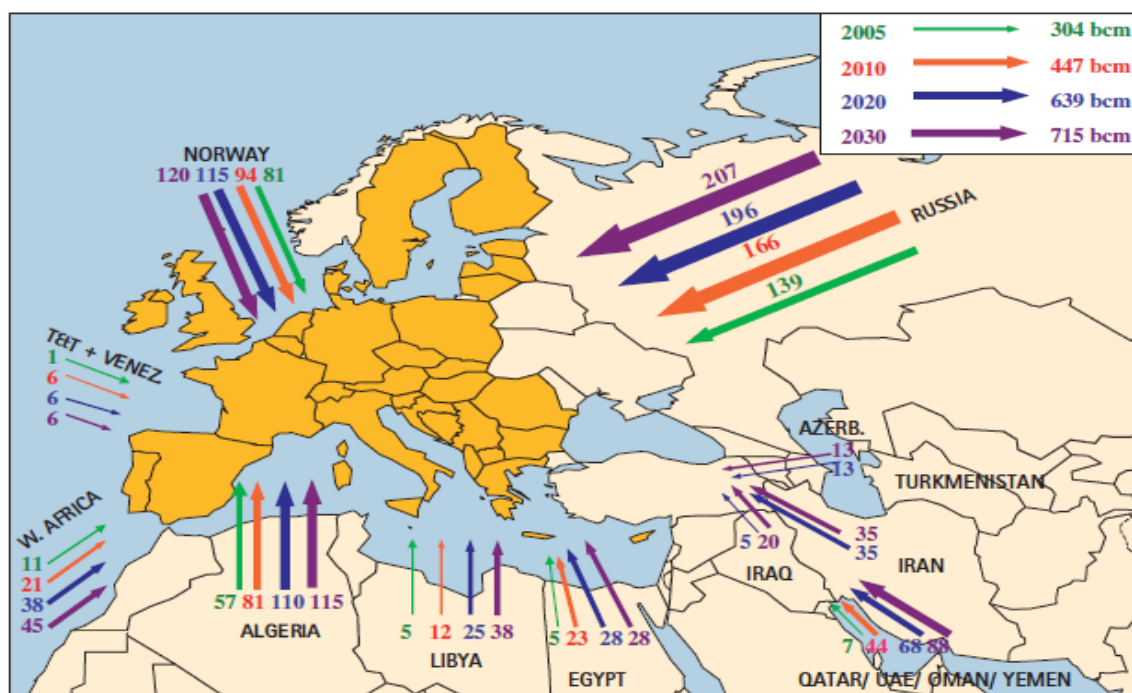 2005 304 bcm
2010 447 bcm
2020 639 bcm
2030 715 bcm
NORWAY
120 115 94 81
207
196
166
139
RUSSIA
T&T + VENEZ.
1
6
6
6
W. AFRICA
11
21
38
45
57 81 110 115
ALGERIA
5 12 25 38
LIBYA
5 23 28 28
EGYPT
AZERB.
13
13
TURKMENISTAN
35
35
IRAN
5 20
IRAQ
7 44 68 88
QATAR/ UAE/ OMAN/ YEMEN